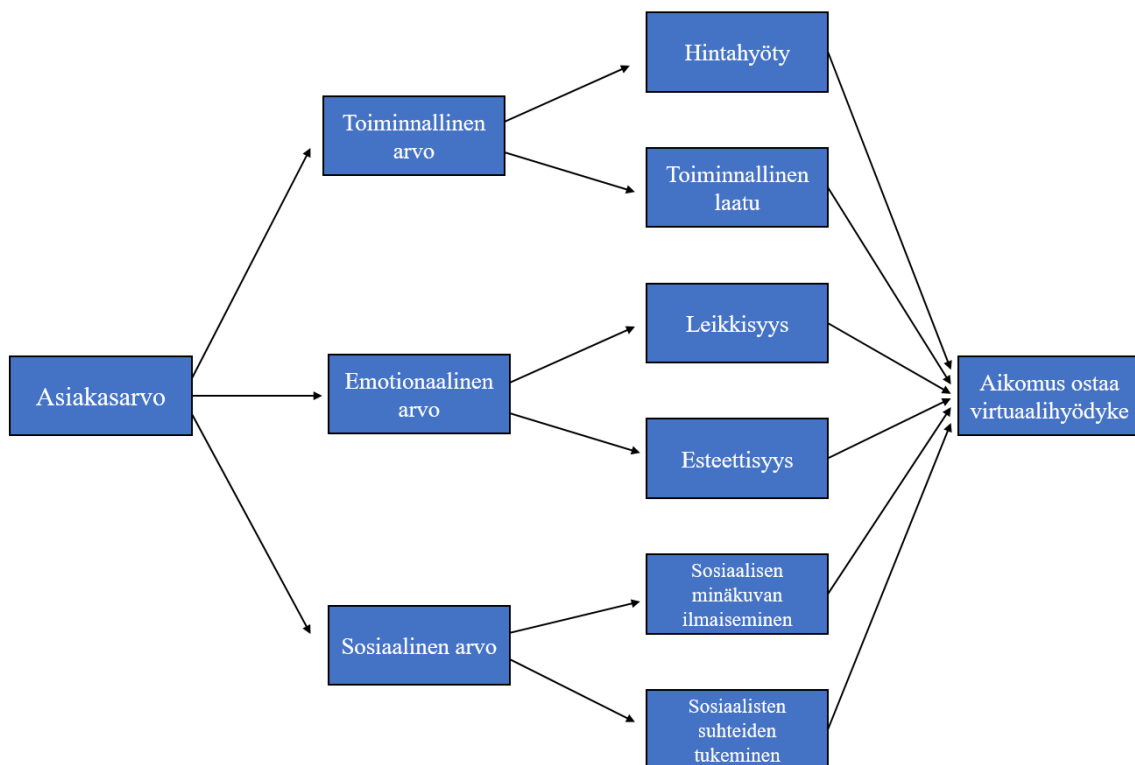 Hintahyöty
Toiminnallinen
arvo
Toiminnallinen
laatu
Leikkisyys
Asiakasarvo
Emotionaalinen
arvo
Aikomus ostaa
virtuaalihyödyke
Esteettisyys
Sosiaalisen
minäkuvan
ilmaiseminen
Sosiaalinen arvo
Sosiaalisten
suhteiden
tukeminen